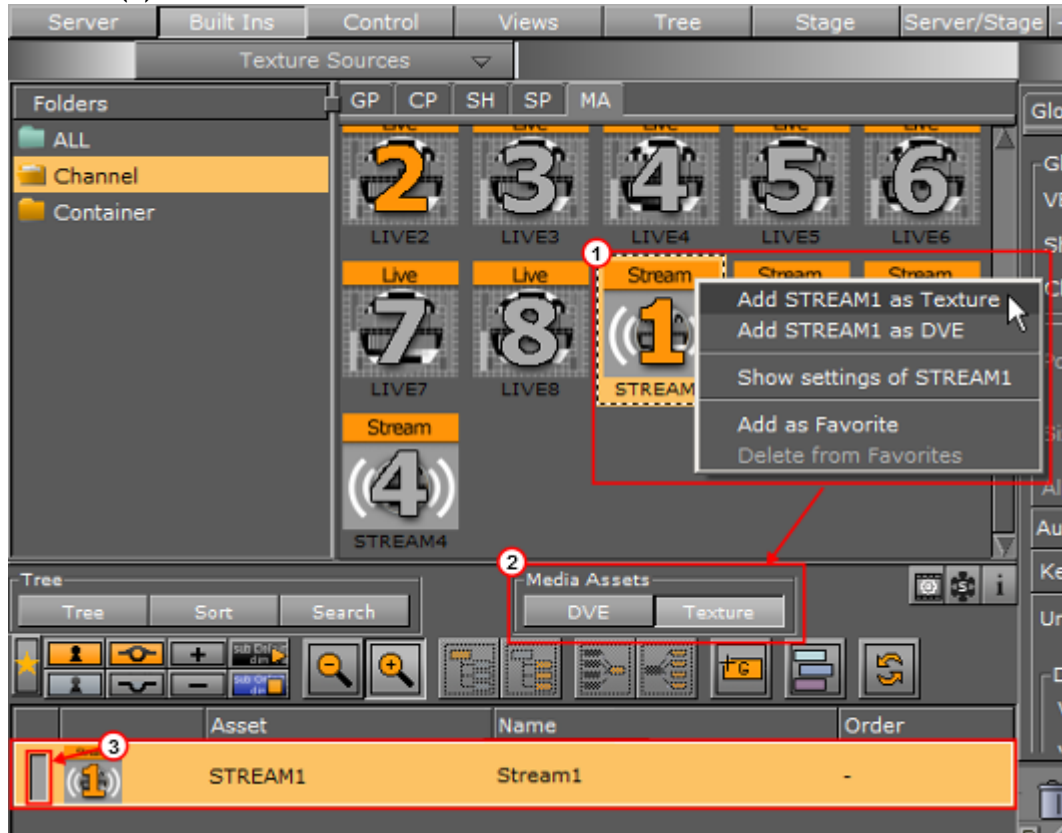 Server Built Ins Control Views Tree Stage Server/Stage
Texture Sources
Folders GP CP SH SP MA
ALL
Channel
Container
Live
2
3
4
5
6
LIVE2 LIVE3 LIVE4 LIVE5 LIVE6
1
Live Live Stream Stream Stream
7
8
1
LIVE7 LIVE8 STREAM
Add STREAM1 as Texture
Add STREAM1 as DVE
Show settings of STREAM1
Add as Favorite
Delete from Favorites
Stream
4
STREAM4
2
Tree Media Assets
Tree Sort Search DVE Texture
S i
+ sub
- sub
G
Asset Name Order
3
1 STREAM1 Stream1 -